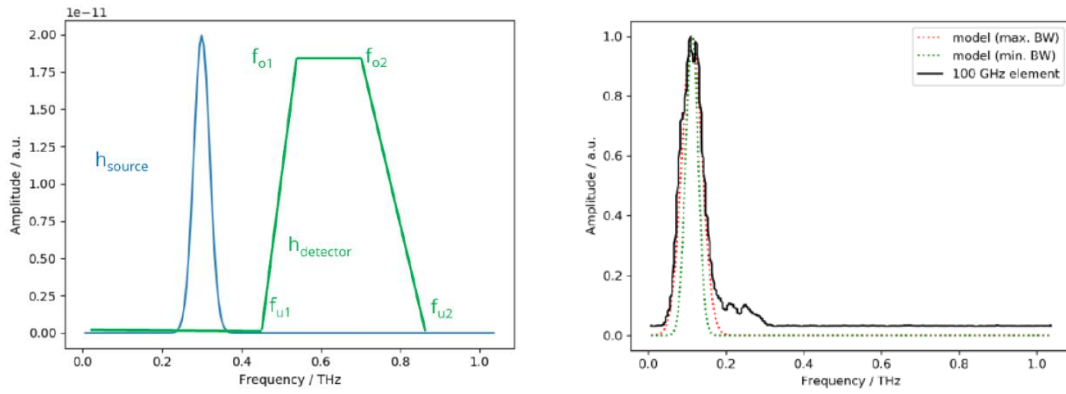 1e−11
2.00
1.75
1.50
1.25
1.00
0.75
0.50
0.25
0.00
Amplitude / a.u.
fo1
fo2
hsource
hdetector
fu1
fu2
0.0 0.2 0.4 0.6 0.8 1.0
Frequency / THz
model (max. BW)
model (min. BW)
100 GHz element
1.0
0.8
0.6
0.4
0.2
0.0
Amplitude / a.u.
0.0 0.2 0.4 0.6 0.8 1.0
Frequency / THz